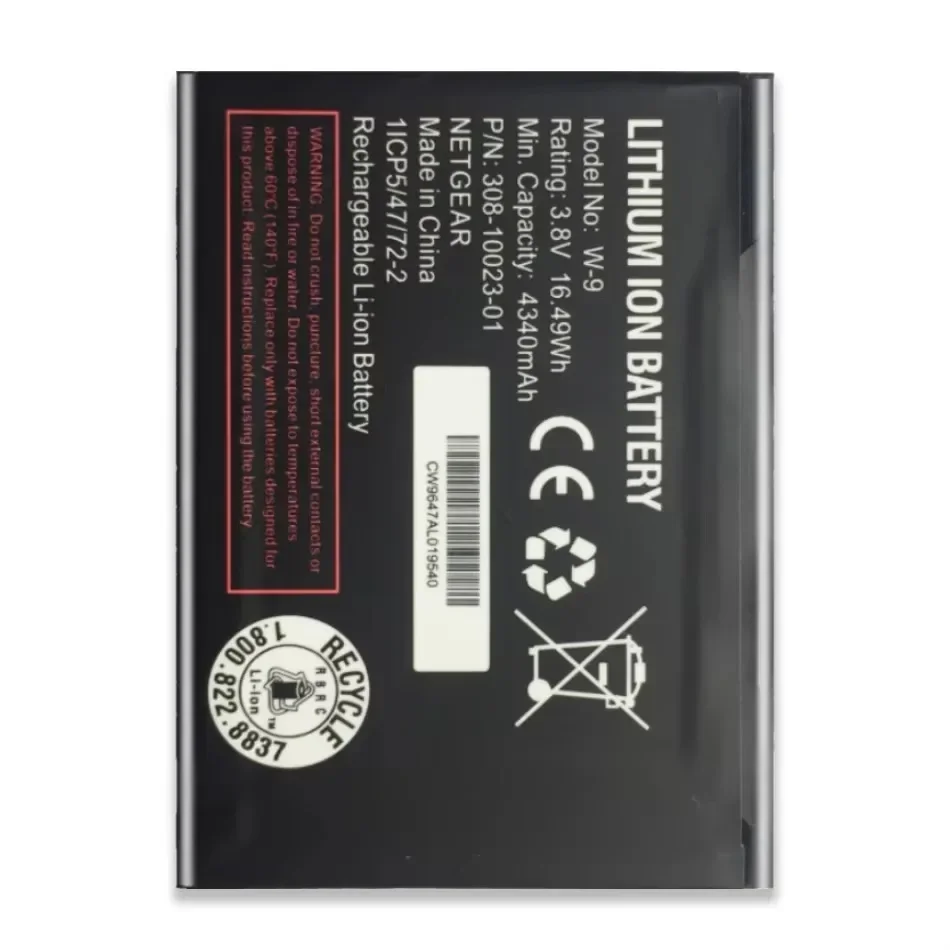 LITHIUM ION BATTERY
Model No: W-9
Rating: 3.8V 16.49Wh
Min. Capacity: 4340mAh
P/N: 308-10023-01
NETGEAR
Made in China
1ICP5/47/72-2
Rechargeable Li-ion Battery
CW9647AL019540
WARNING: Do not crush, puncture, short external contacts or
dispose of in fire or water. Do not expose to temperatures
above 60°C (140°F). Replace only with batteries designed for
this product. Read instructions before using the battery
RECYCLE
RBRC
Li-ion
TM
1.800.822.8837